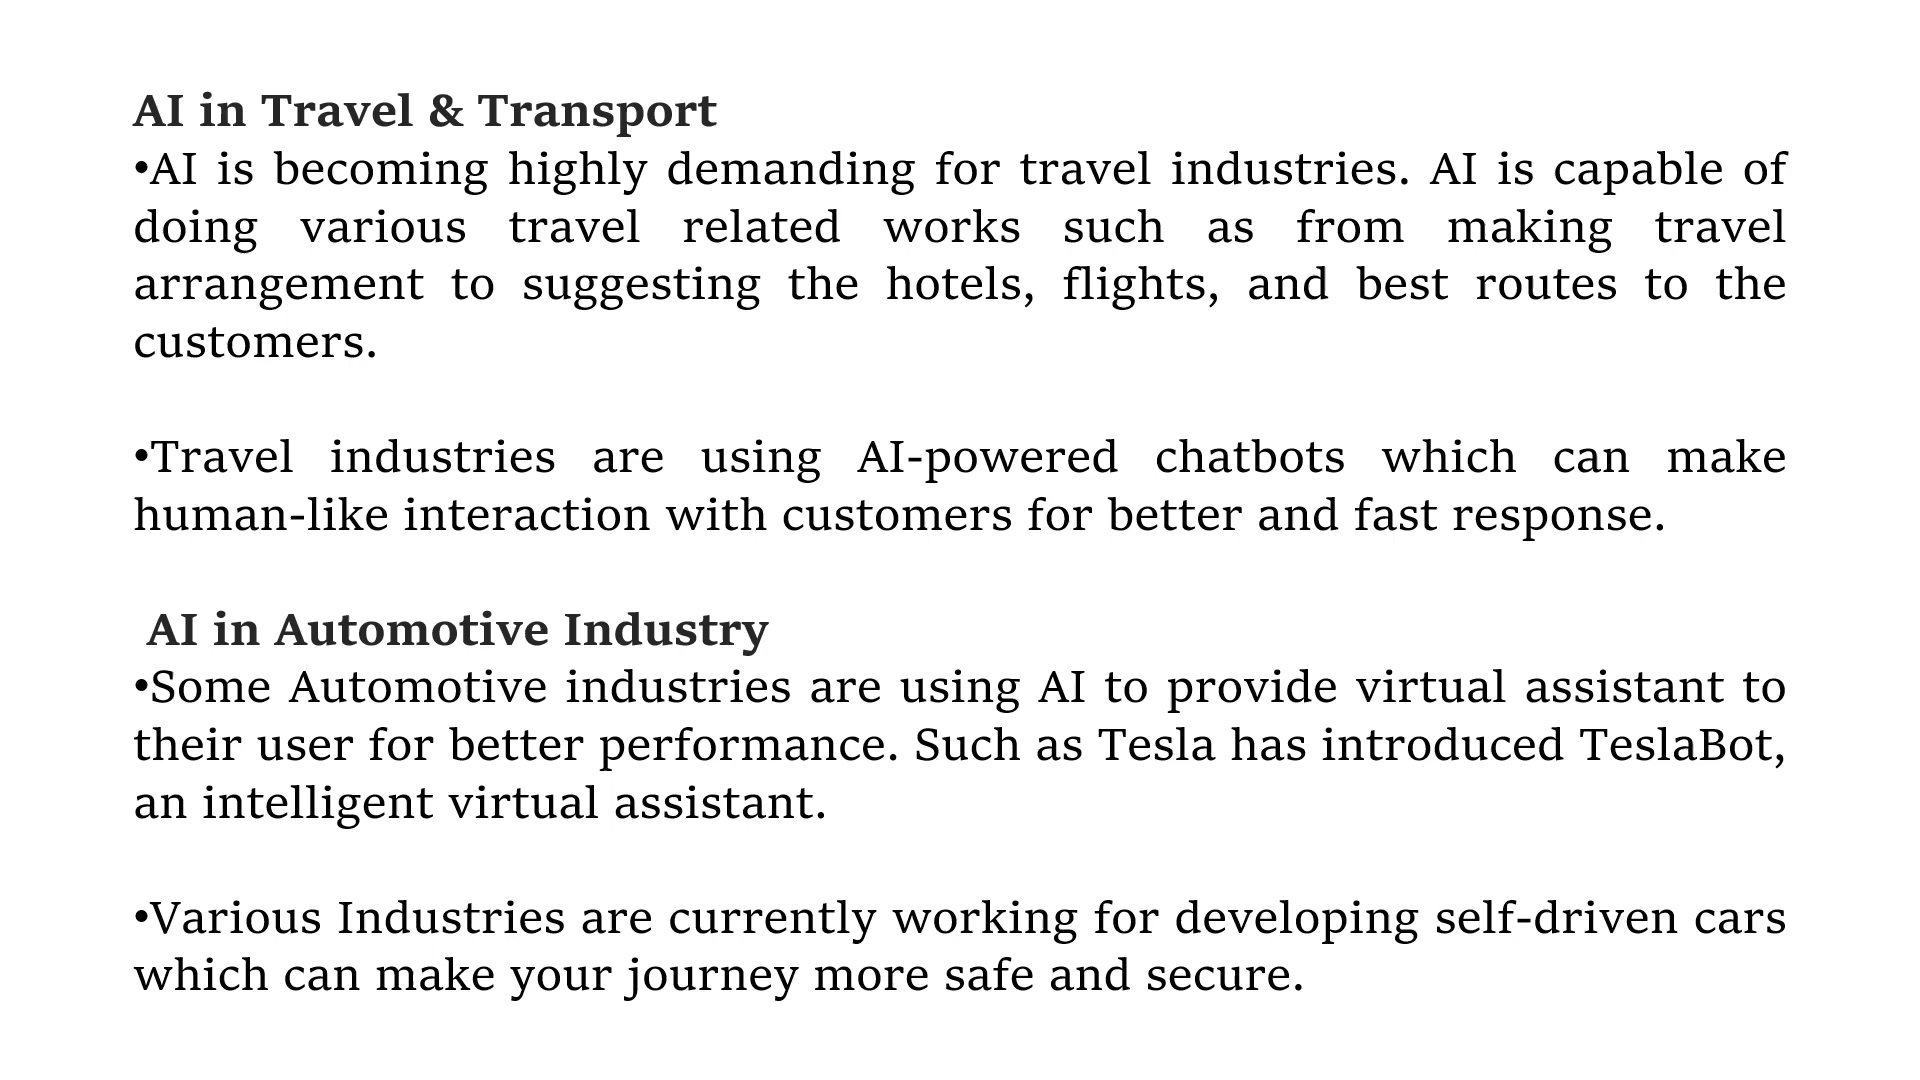 AI in Travel & Transport
•AI is becoming highly demanding for travel industries. AI is capable of
doing various travel related works such as from making travel
arrangement to suggesting the hotels, flights, and best routes to the
customers.
•Travel industries are using AI-powered chatbots which can make
human-like interaction with customers for better and fast response.
AI in Automotive Industry
•Some Automotive industries are using AI to provide virtual assistant to
their user for better performance. Such as Tesla has introduced TeslaBot,
an intelligent virtual assistant.
•Various Industries are currently working for developing self-driven cars
which can make your journey more safe and secure.